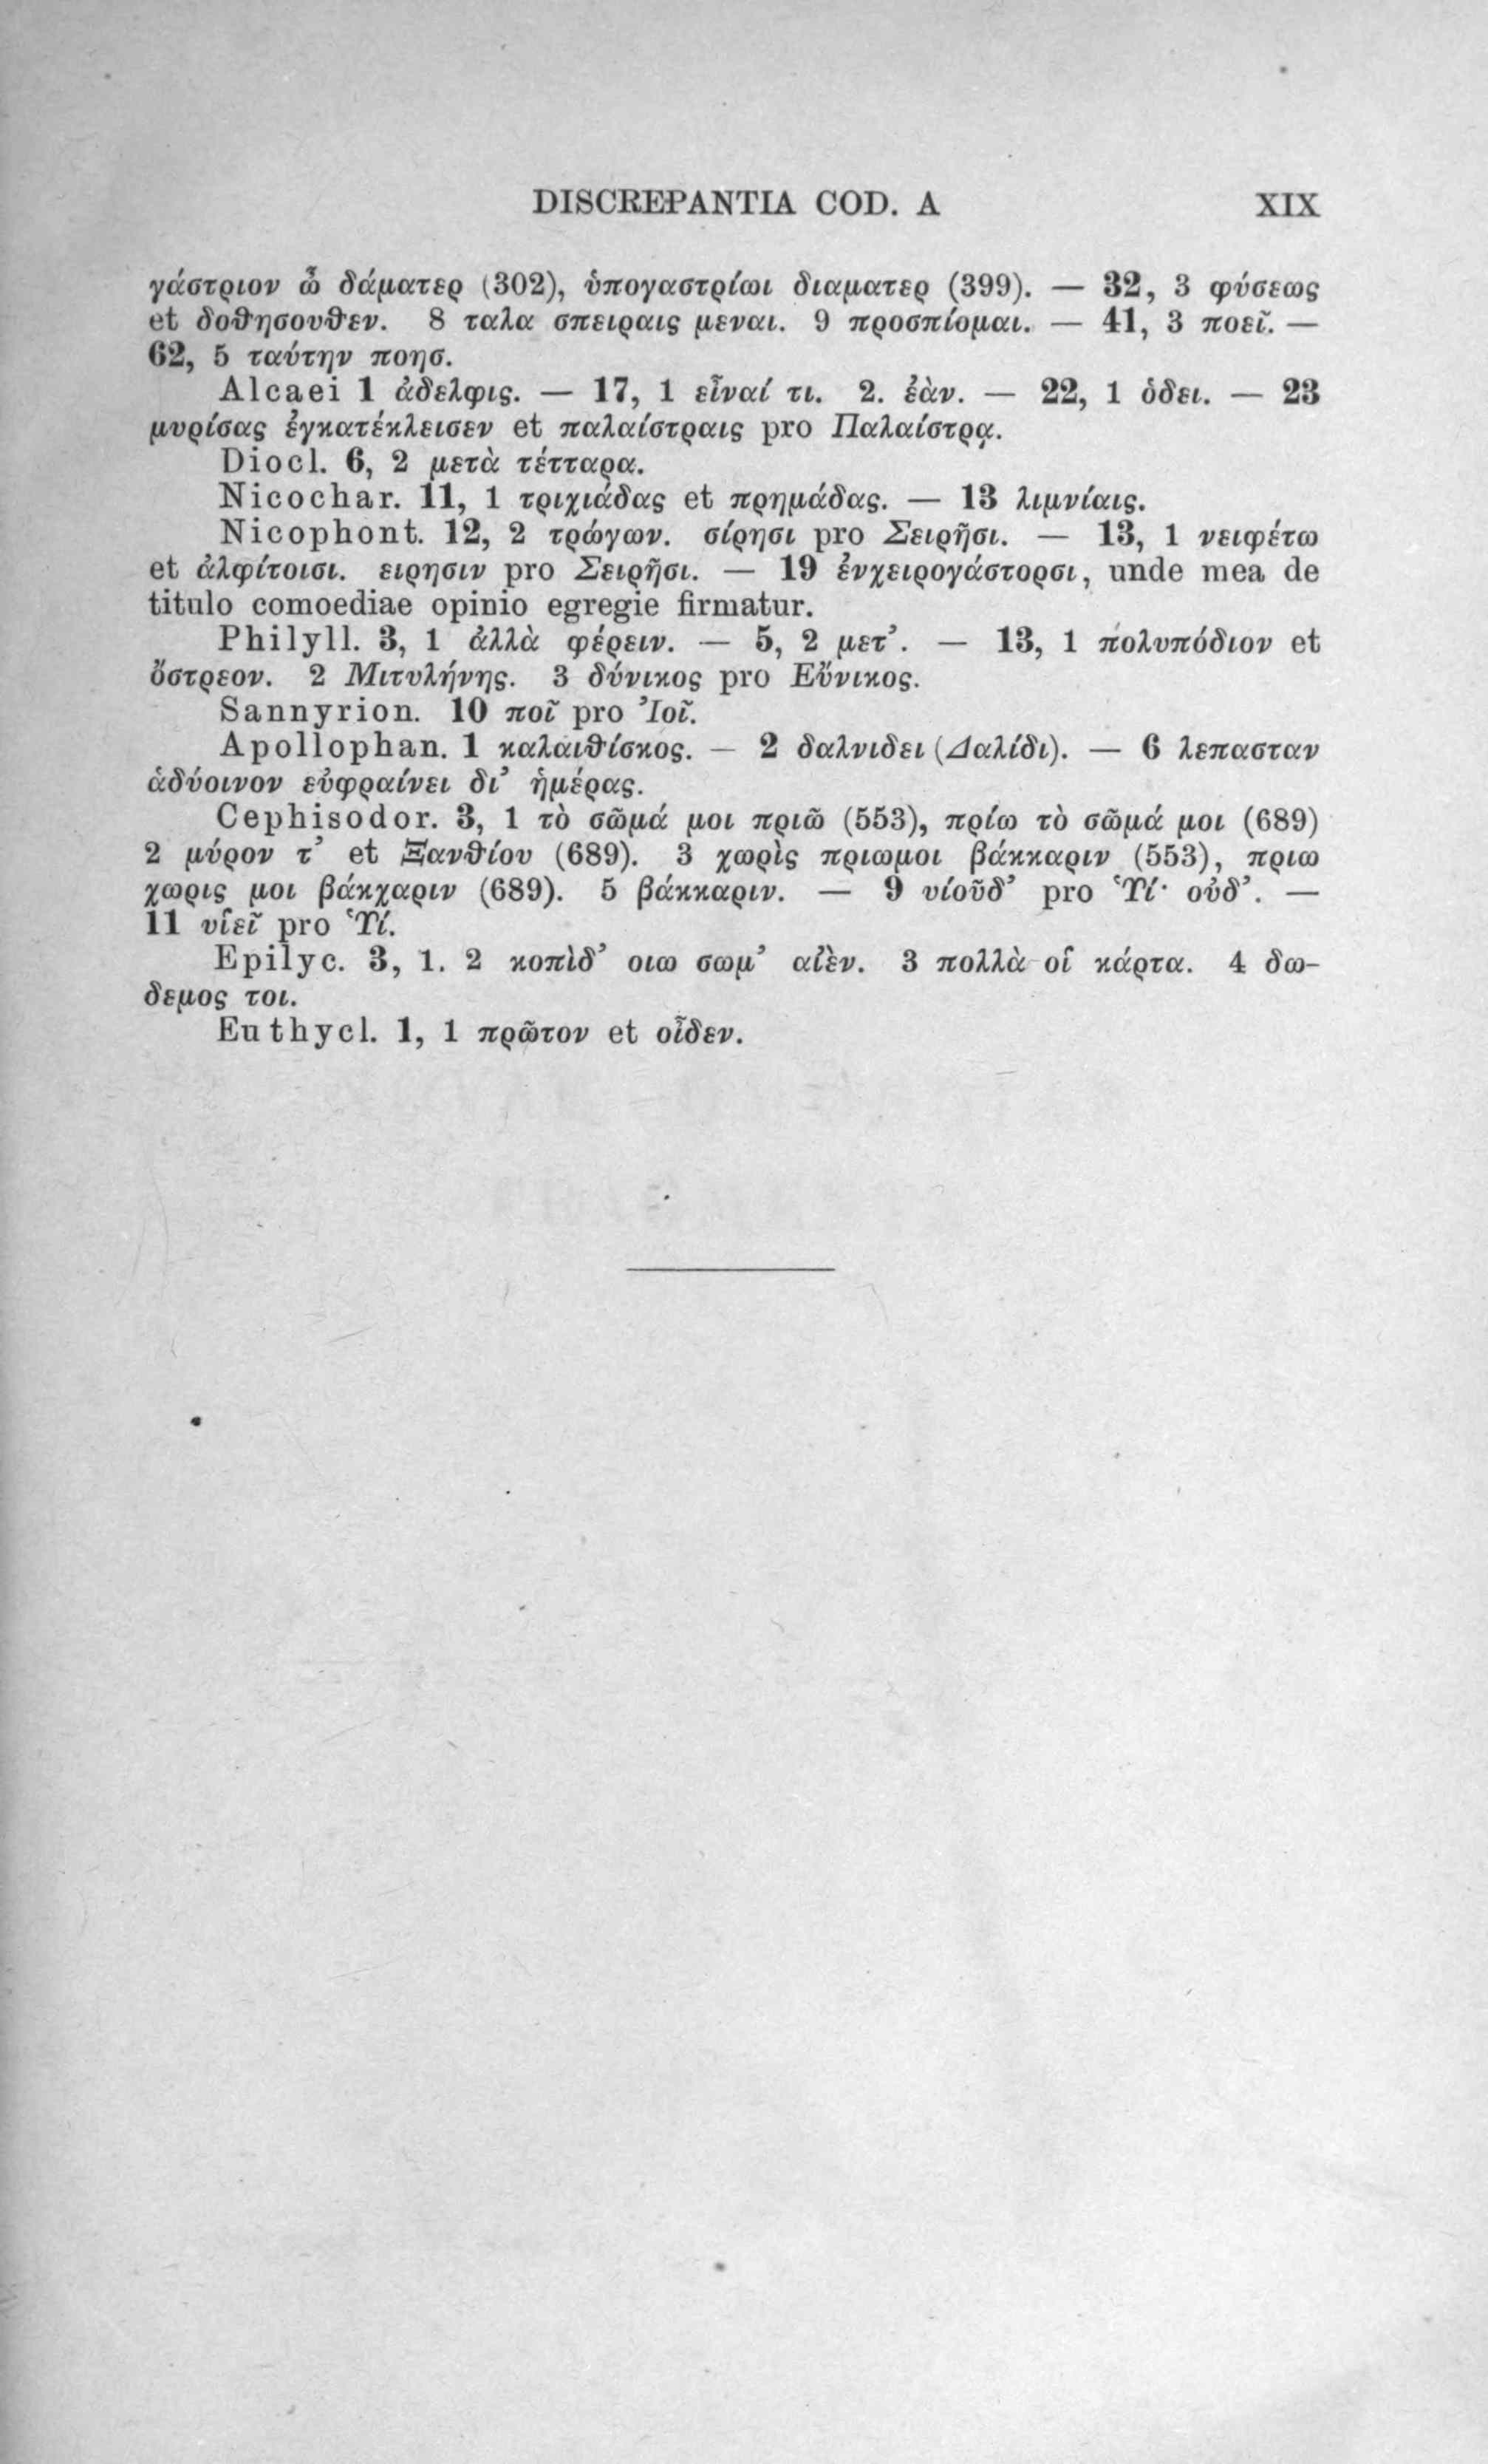 DISCREPANTIA COD. A XIX
γάστριον ὦ δάματερ (302), ὑπογαστρίωι διαματερ (399). — 32, 3 φύσεως
et δοθησουθεν. 8 ταλα σπειραις μεναι. 9 προσπίομαι. — 41, 3 ποεῖ. —
62, 5 ταύτην ποησ.
Alcaei 1 ἀδελφις. — 17, 1 εἶναί τι. 2. ἐὰν. — 22, 1 ὁδει. — 23
μυρίσας ἐγκατέκλεισεν et παλαίστραις pro Παλαίστρᾳ.
Diocl. 6, 2 μετὰ τέτταρα.
Nicochar. 11, 1 τριχιάδας et πρημάδας. — 13 λιμνίαις.
Nicophont. 12, 2 τρώγων. σίρησι pro Σειρῆσι. — 13, 1 νειφέτω
et ἀλφίτοισι. ειρησιν pro Σειρῆσι. — 19 ἐνχειρογάστορσι, unde mea de
titulo comoediae opinio egregie firmatur.
Philyll. 3, 1 ἀλλὰ φέρειν. — 5, 2 μετ’. — 13, 1 πολυπόδιον et
ὄστρεον. 2 Μιτυλήνης. 3 δύνικος pro Εὔνικος.
Sannyrion. 10 ποῖ pro Ἰοῖ.
Apollophan. 1 καλαιθίσκος. — 2 δαλνιδει (Δαλίδι). — 6 λεπασταν
ἁδύοινον εὐφραίνει δι’ ἡμέρας.
Cephisodor. 3, 1 τὸ σῶμά μοι πριῶ (553), πρίω τὸ σῶμά μοι (689)
2 μύρον τ’ et Ξανθίου (689). 3 χωρὶς πριωμοι βάκκαριν (553), πριω
χωρις μοι βάκχαριν (689). 5 βάκκαριν. — 9 υίοῦδ’ pro Ὑί· οὐδ’. —
11 υἱεῖ pro Ὑί.
Epilyc. 3, 1. 2 κοπὶδ’ οιω σωμ’ αἰὲν. 3 πολλὰ οἱ κάρτα. 4 δω-
δεμος τοι.
Euthycl. 1, 1 πρῶτον et οἶδεν.